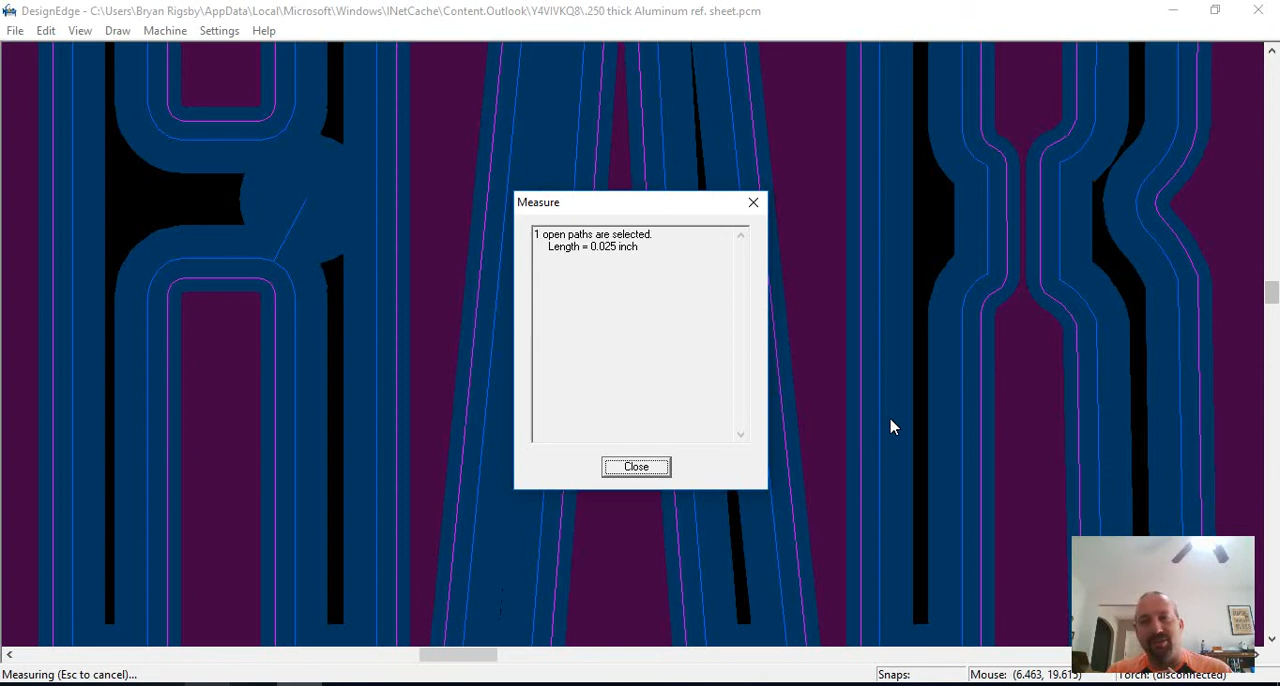 DesignEdge - C:\Users\Bryan Rigsby\AppData\Local\Microsoft\Windows\INetCache\Content.Outlook\Y4VIVKQ8\.250 thick Aluminum ref. sheet.pcm
File Edit View Draw Machine Settings Help
Measure
1 open paths are selected.
Length = 0.025 inch
Close
Measuring (Esc to cancel)...
Snaps:
Mouse: (6.463, 19.615)
Torch: (disconnected)